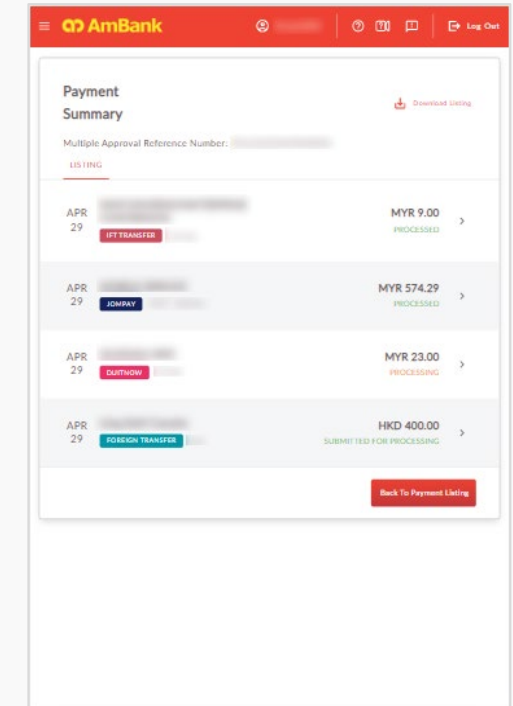 AmBank
Log Out
Payment
Summary
Download Listing
Multiple Approval Reference Number:
LISTING
APR
29
IFT TRANSFER
MYR 9.00
PROCESSED
APR
29
JOMPAY
MYR 574.29
PROCESSED
APR
29
DUITNOW
MYR 23.00
PROCESSING
APR
29
FOREIGN TRANSFER
HKD 400.00
SUBMITTED FOR PROCESSING
Back To Payment Listing